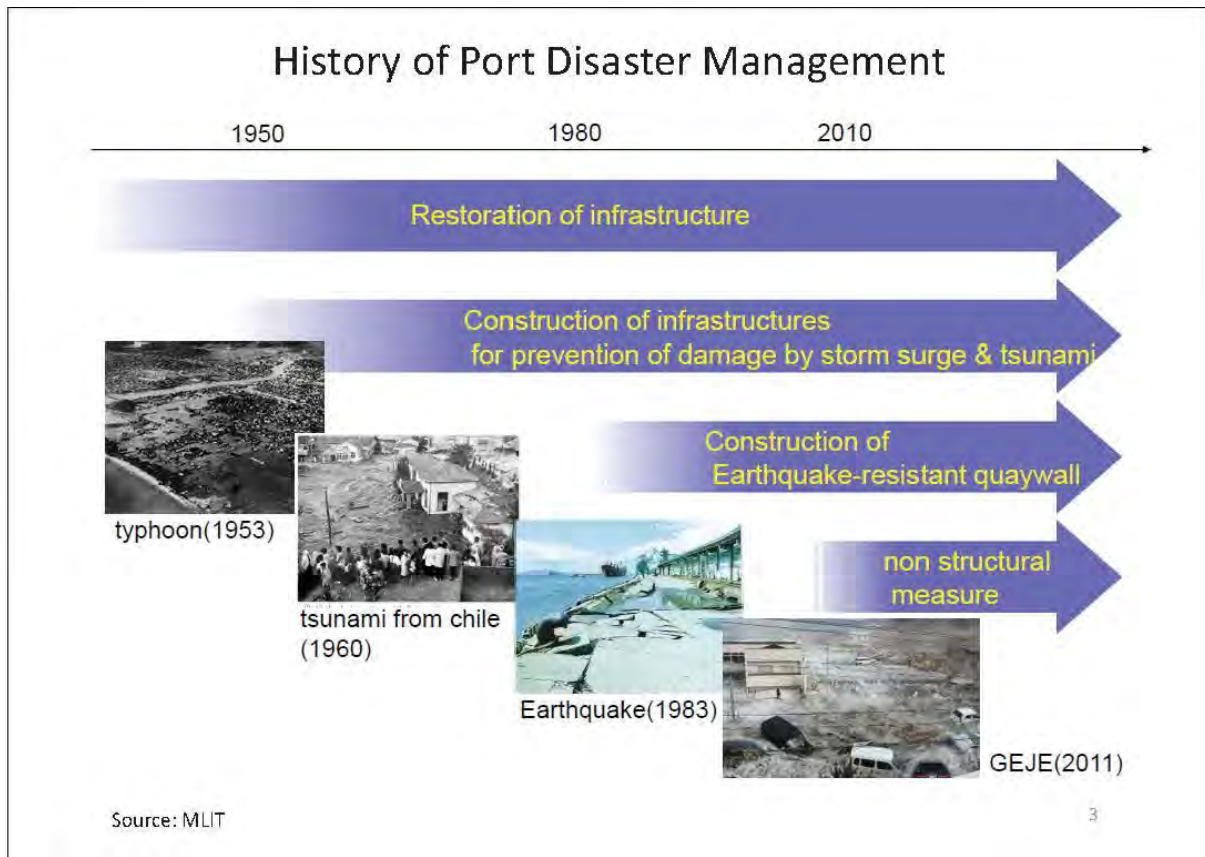 History of Port Disaster Management
1950 1980 2010
Restoration of infrastructure
Construction of infrastructures
for prevention of damage by storm surge & tsunami
Construction of
Earthquake-resistant quaywall
non structural
measure
typhoon(1953)
tsunami from chile
(1960)
Earthquake(1983)
GEJE(2011)
Source: MLIT
3